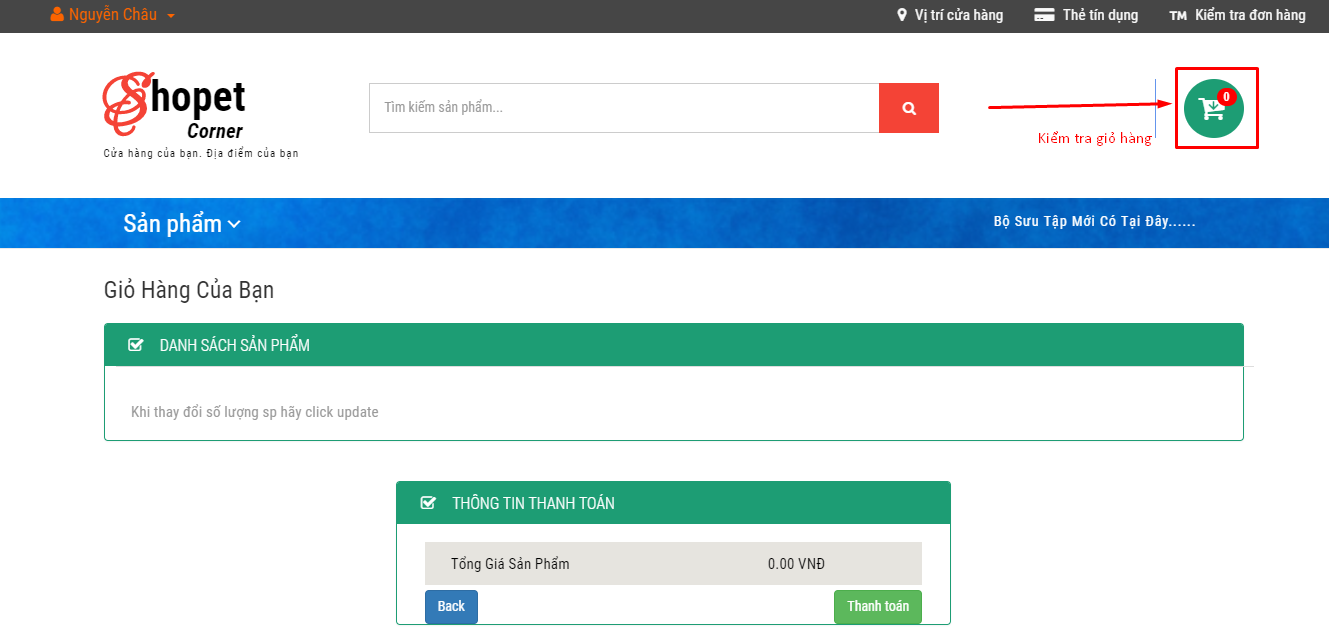 Nguyễn Châu
Vị trí cửa hàng
Thẻ tín dụng
TM Kiểm tra đơn hàng
Shopet
Corner
Cửa hàng của bạn. Địa điểm của bạn
Tìm kiếm sản phẩm...
0
Kiểm tra giỏ hàng
Sản phẩm
Bộ Sưu Tập Mới Có Tại Đây......
Giỏ Hàng Của Bạn
DANH SÁCH SẢN PHẨM
Khi thay đổi số lượng sp hãy click update
THÔNG TIN THANH TOÁN
Tổng Giá Sản Phẩm 0.00 VNĐ
Back Thanh toán